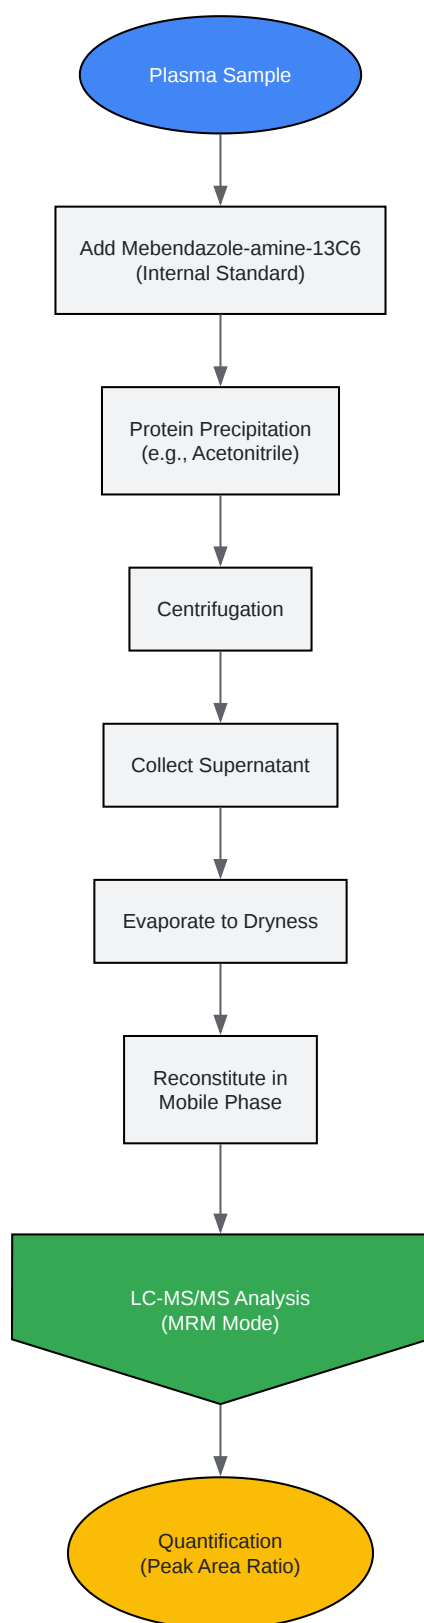 Plasma Sample
Add Mebendazole-amine-13C6
(Internal Standard)
Protein Precipitation
(e.g., Acetonitrile)
Centrifugation
Collect Supernatant
Evaporate to Dryness
Reconstitute in
Mobile Phase
LC-MS/MS Analysis
(MRM Mode)
Quantification
(Peak Area Ratio)